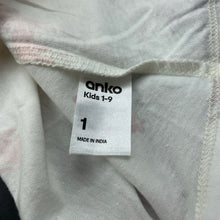 anko
Kids 1-9
1
MADE IN INDIA